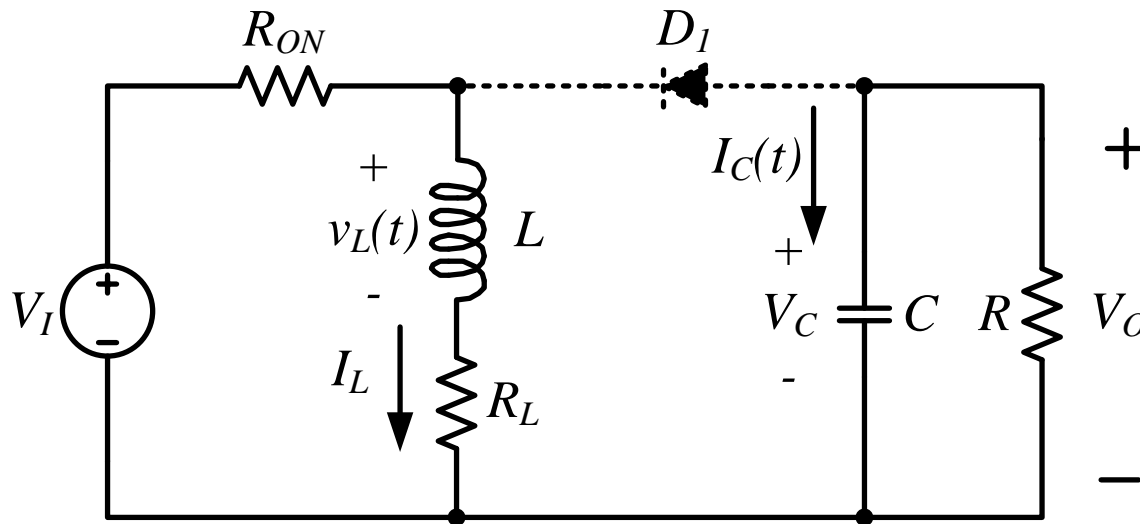 R_ON
D_1
+
v_L(t)
-
L
I_L
R_L
V_I
+
−
I_C(t)
+
V_C
-
C
R
+
V_O
−